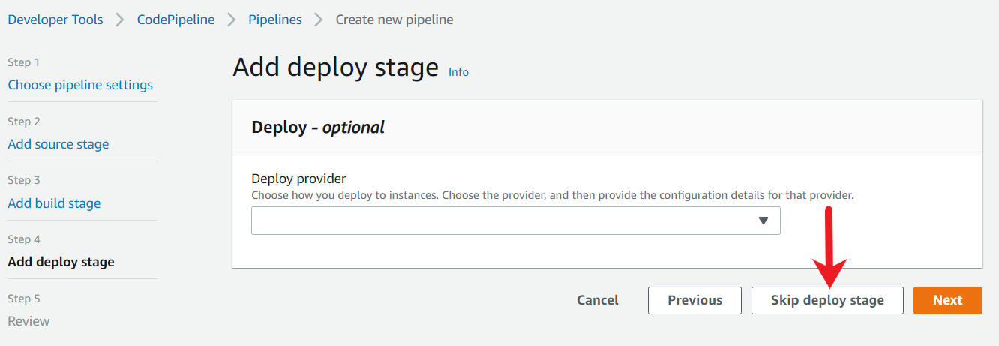 Developer Tools > CodePipeline > Pipelines > Create new pipeline
Step 1
Choose pipeline settings
Step 2
Add source stage
Step 3
Add build stage
Step 4
Add deploy stage
Step 5
Review
Add deploy stage Info
Deploy - optional
Deploy provider
Choose how you deploy to instances. Choose the provider, and then provide the configuration details for that provider.
Cancel Previous Skip deploy stage Next